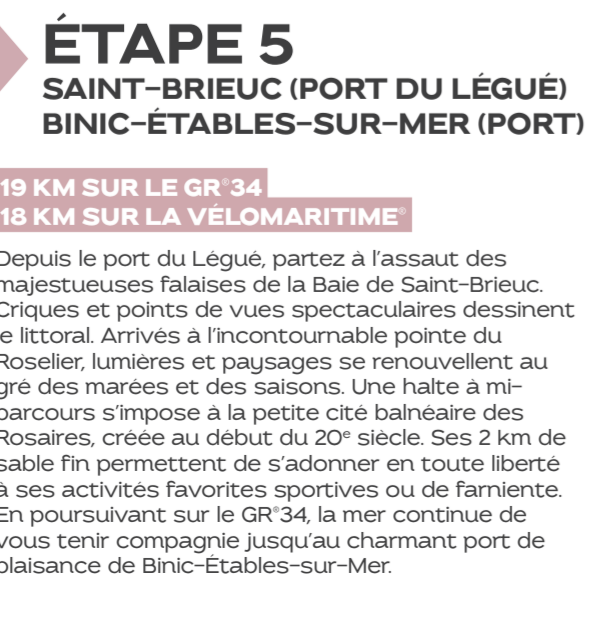 ÉTAPE 5
SAINT-BRIEUC (PORT DU LÉGUÉ)
BINIC-ÉTABLES-SUR-MER (PORT)
19 KM SUR LE GR®34
18 KM SUR LA VÉLOMARITIME®
Depuis le port du Légué, partez à l'assaut des
majestueuses falaises de la Baie de Saint-Brieuc.
Criques et points de vues spectaculaires dessinent
le littoral. Arrivés à l'incontournable pointe du
Roselier, lumières et paysages se renouvellent au
gré des marées et des saisons. Une halte à mi-
parcours s'impose à la petite cité balnéaire des
Rosaires, créée au début du 20e siècle. Ses 2 km de
sable fin permettent de s'adonner en toute liberté
à ses activités favorites sportives ou de farniente.
En poursuivant sur le GR®34, la mer continue de
vous tenir compagnie jusqu'au charmant port de
plaisance de Binic-Étables-sur-Mer.